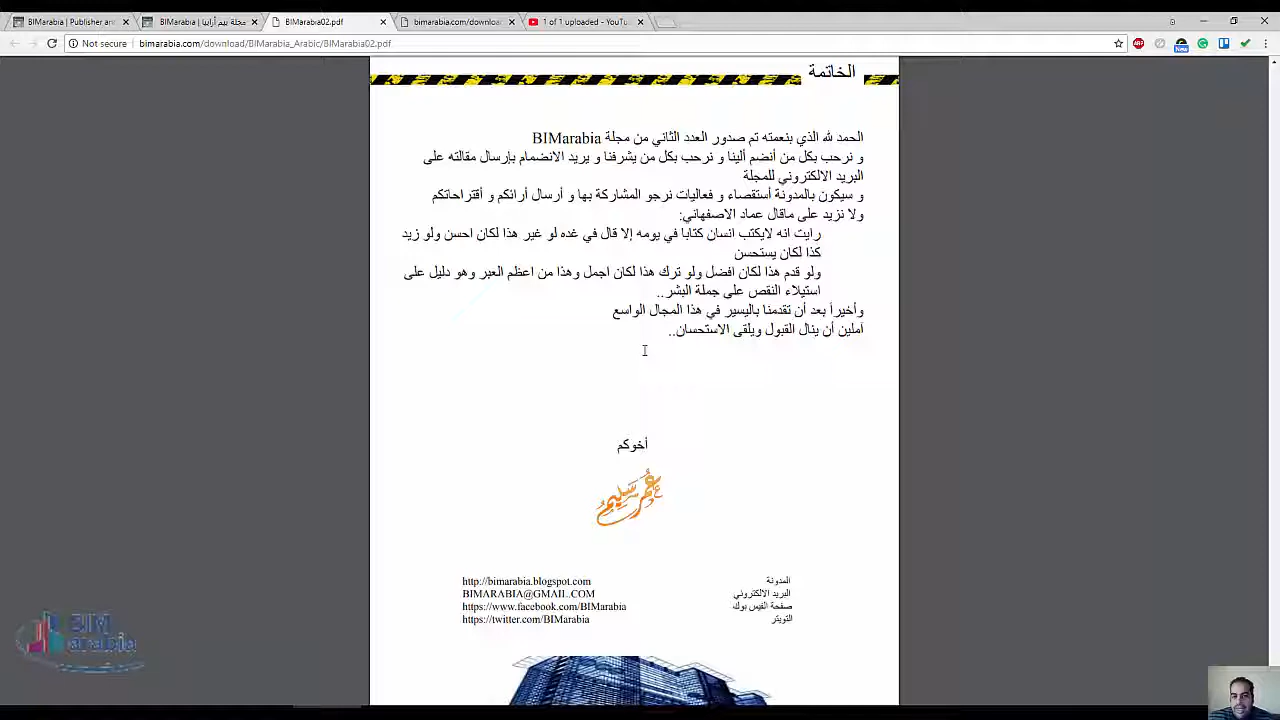 BIMarabia | Publisher an
مجلة بيم أرابيا | BIMarabia
BIMarabia02.pdf
bimarabia.com/downloa
1 of 1 uploaded - YouTu
Not secure
bimarabia.com/download/BIMarabia_Arabic/BIMarabia02.pdf
ABP
New
الخاتمة
الحمد لله الذي بنعمته تم صدور العدد الثاني من مجلة BIMarabia
و نرحب بكل من أنضم ألينا و نرحب بكل من يشرفنا و يريد الانضمام بإرسال مقالته على
البريد الالكتروني للمجلة
و سيكون بالمدونة أستقصاء و فعاليات نرجو المشاركة بها و أرسال أرائكم و أقتراحاتكم
ولا نزيد على ماقال عماد الاصفهاني:
رايت انه لايكتب انسان كتابا في يومه إلا قال في غده لو غير هذا لكان احسن ولو زيد
كذا لكان يستحسن
ولو قدم هذا لكان افضل ولو ترك هذا لكان اجمل وهذا من اعظم العبر وهو دليل على
استيلاء النقص على جملة البشر..
وأخيراً بعد أن تقدمنا باليسير في هذا المجال الواسع
آملين أن ينال القبول ويلقى الاستحسان..
أخوكم
عُمَر سَلِيم
المدونة http://bimarabia.blogspot.com
البريد الالكتروني BIMARABIA@GMAIL.COM
صفحة الفيس بوك https://www.facebook.com/BIMarabia
التويتر https://twitter.com/BIMarabia
BIM
arabia